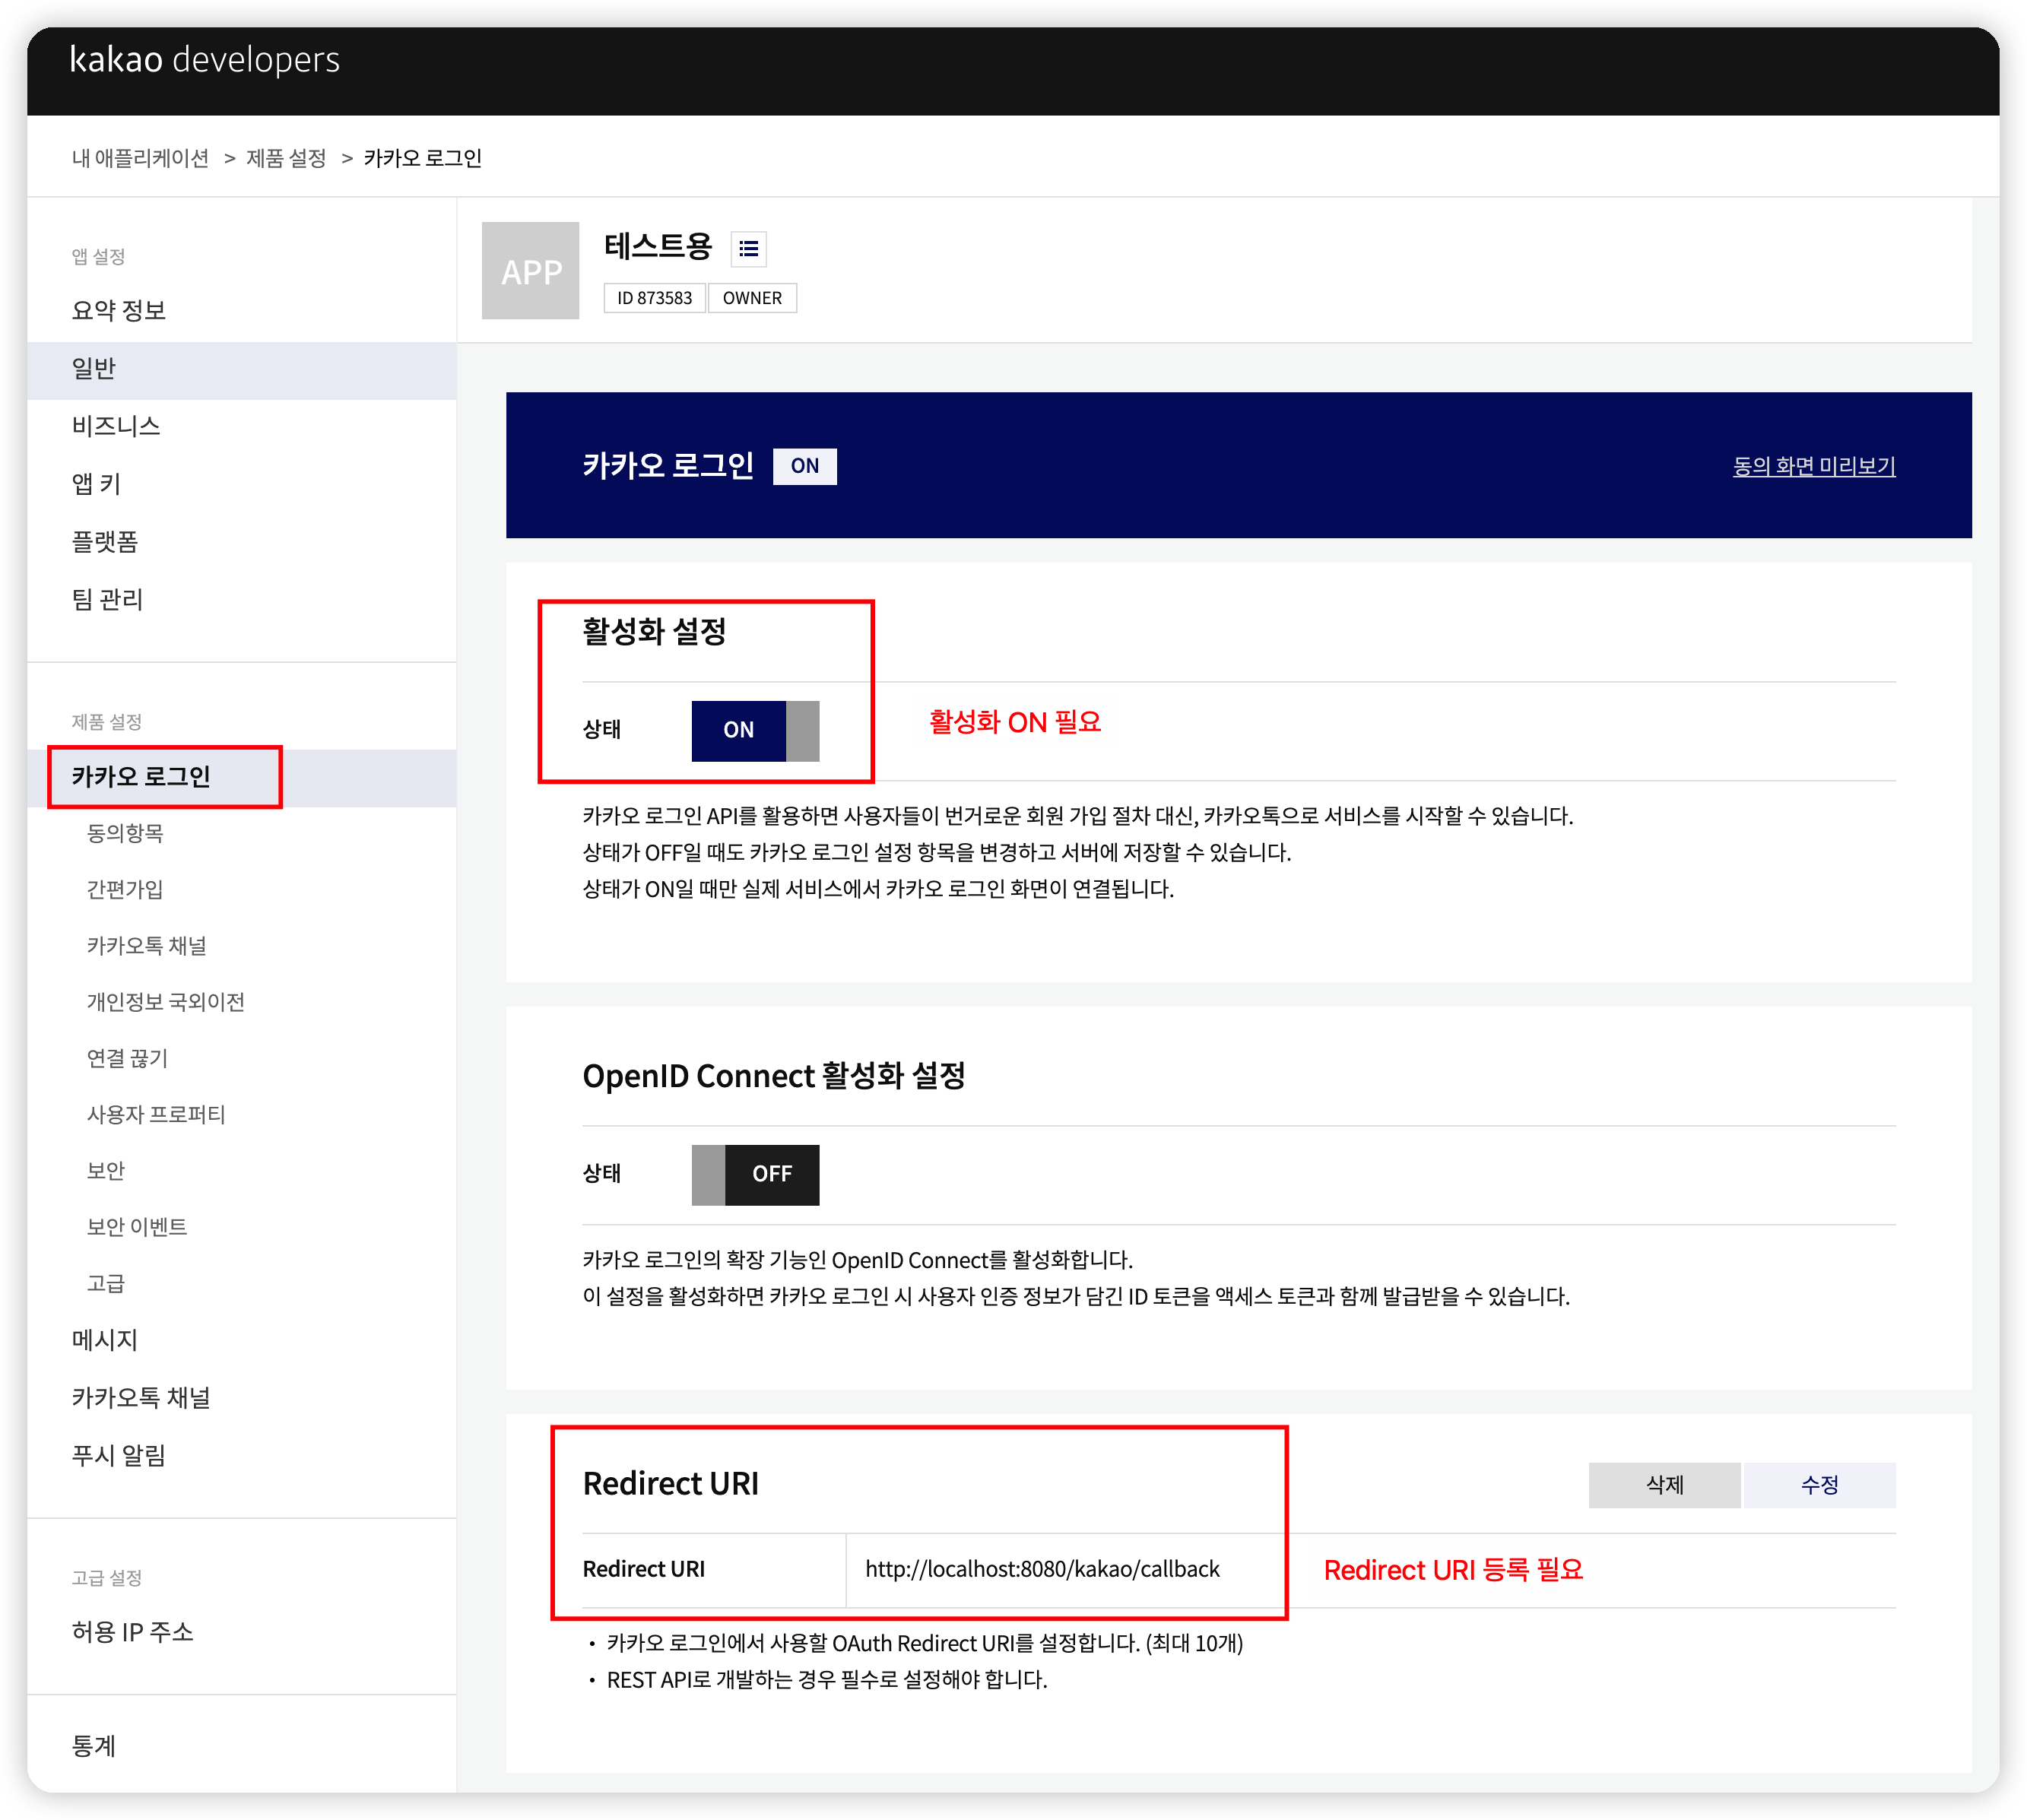 kakao developers
내 애플리케이션 > 제품 설정 > 카카오 로그인
앱 설정
요약 정보
일반
비즈니스
앱 키
플랫폼
팀 관리
제품 설정
카카오 로그인
동의항목
간편가입
카카오톡 채널
개인정보 국외이전
연결 끊기
사용자 프로퍼티
보안
보안 이벤트
고급
메시지
카카오톡 채널
푸시 알림
고급 설정
허용 IP 주소
통계
APP
테스트용
ID 873583 OWNER
카카오 로그인 ON
동의 화면 미리보기
활성화 설정
상태 ON
활성화 ON 필요
카카오 로그인 API를 활용하면 사용자들이 번거로운 회원 가입 절차 대신, 카카오톡으로 서비스를 시작할 수 있습니다.
상태가 OFF일 때도 카카오 로그인 설정 항목을 변경하고 서버에 저장할 수 있습니다.
상태가 ON일 때만 실제 서비스에서 카카오 로그인 화면이 연결됩니다.
OpenID Connect 활성화 설정
상태 OFF
카카오 로그인의 확장 기능인 OpenID Connect를 활성화합니다.
이 설정을 활성화하면 카카오 로그인 시 사용자 인증 정보가 담긴 ID 토큰을 액세스 토큰과 함께 발급받을 수 있습니다.
Redirect URI
삭제 수정
Redirect URI http://localhost:8080/kakao/callback
Redirect URI 등록 필요
• 카카오 로그인에서 사용할 OAuth Redirect URI를 설정합니다. (최대 10개)
• REST API로 개발하는 경우 필수로 설정해야 합니다.